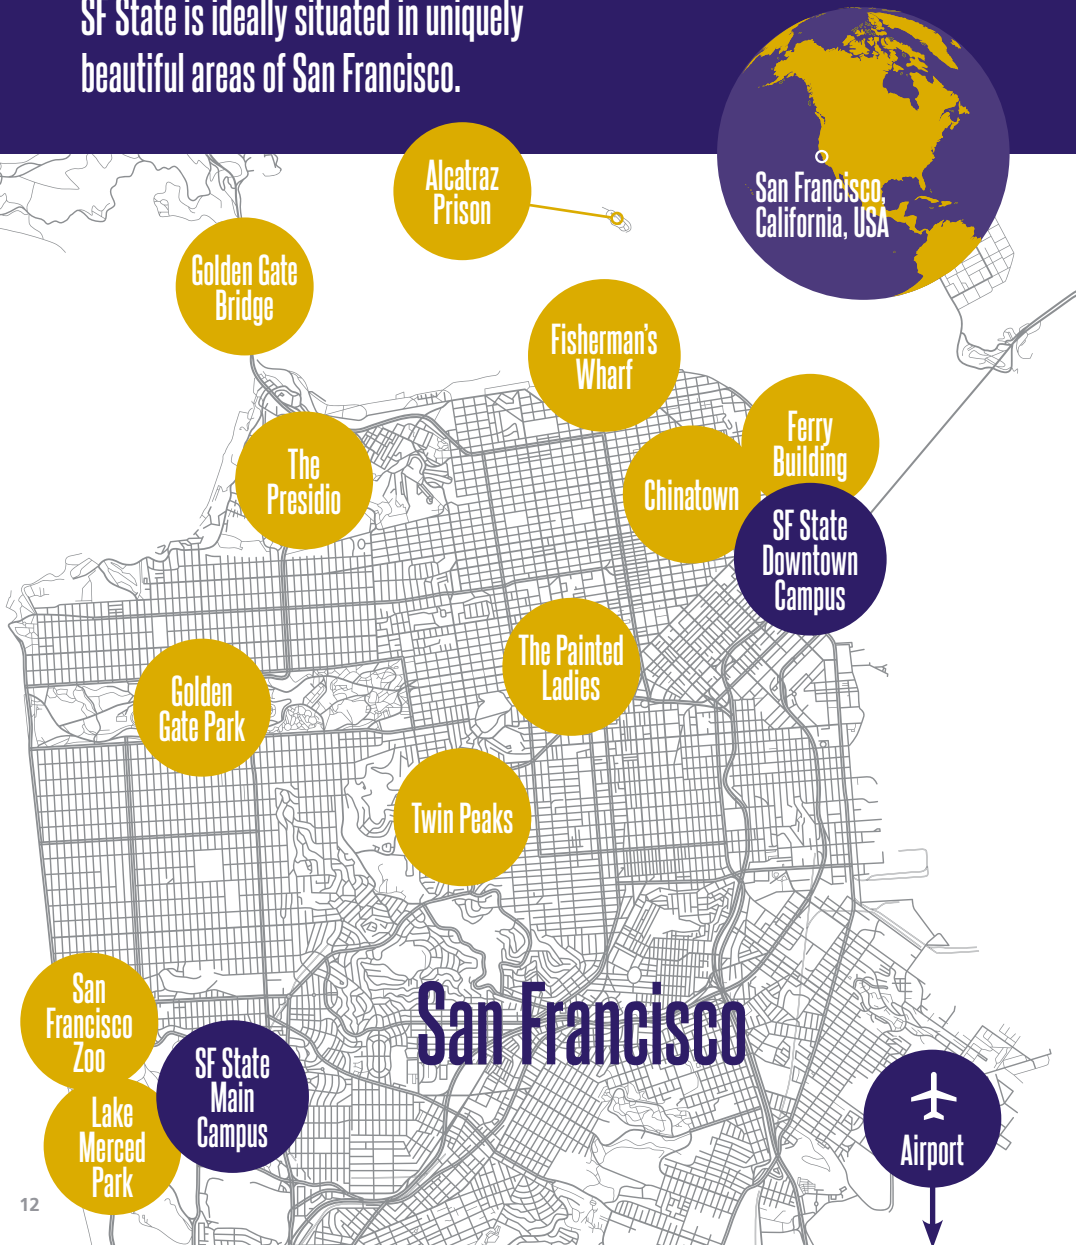 SF State is ideally situated in uniquely
beautiful areas of San Francisco.
San Francisco,
California, USA
Alcatraz
Prison
Golden Gate
Bridge
Fisherman's
Wharf
Ferry
Building
The
Presidio
Chinatown
SF State
Downtown
Campus
The Painted
Ladies
Golden
Gate Park
Twin Peaks
San
Francisco
Zoo
San Francisco
SF State
Main
Campus
Lake
Merced
Park
Airport
12